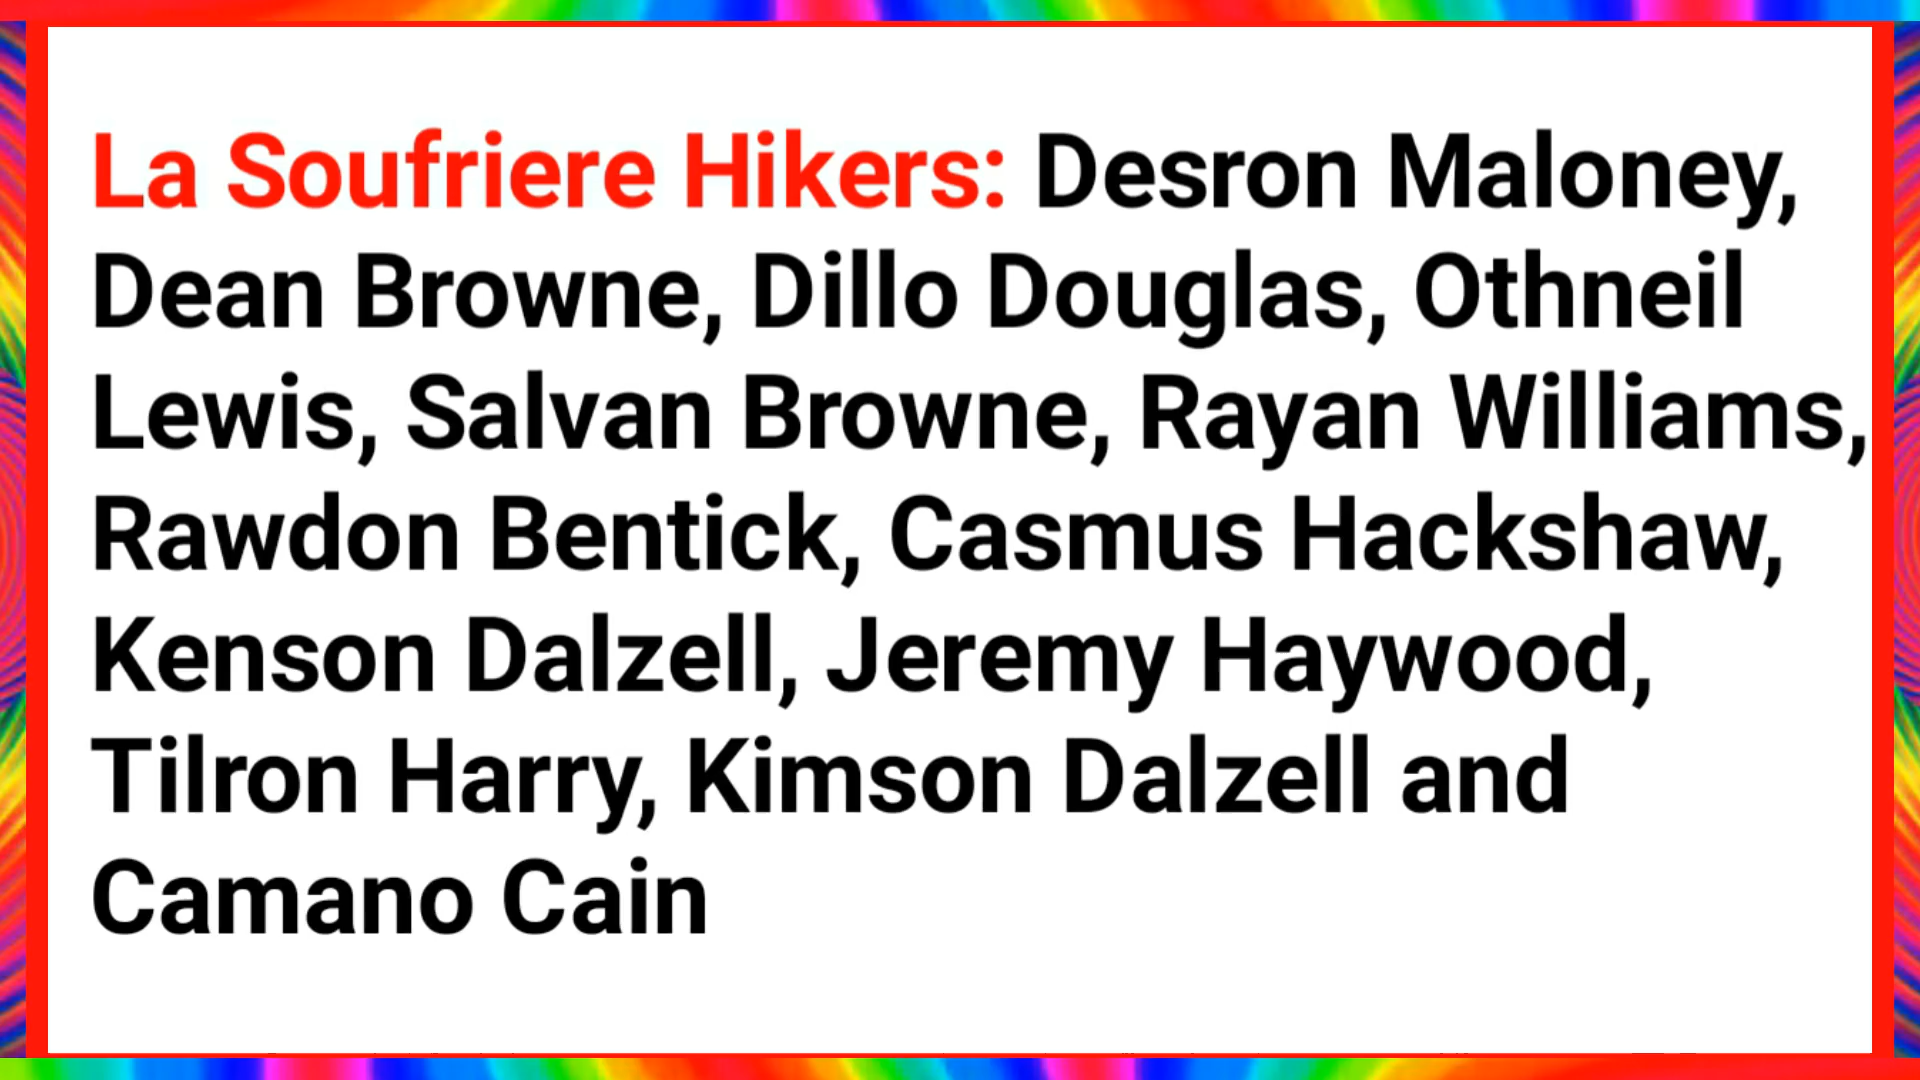 La Soufriere Hikers: Desron Maloney,
Dean Browne, Dillo Douglas, Othneil
Lewis, Salvan Browne, Rayan Williams,
Rawdon Bentick, Casmus Hackshaw,
Kenson Dalzell, Jeremy Haywood,
Tilron Harry, Kimson Dalzell and
Camano Cain